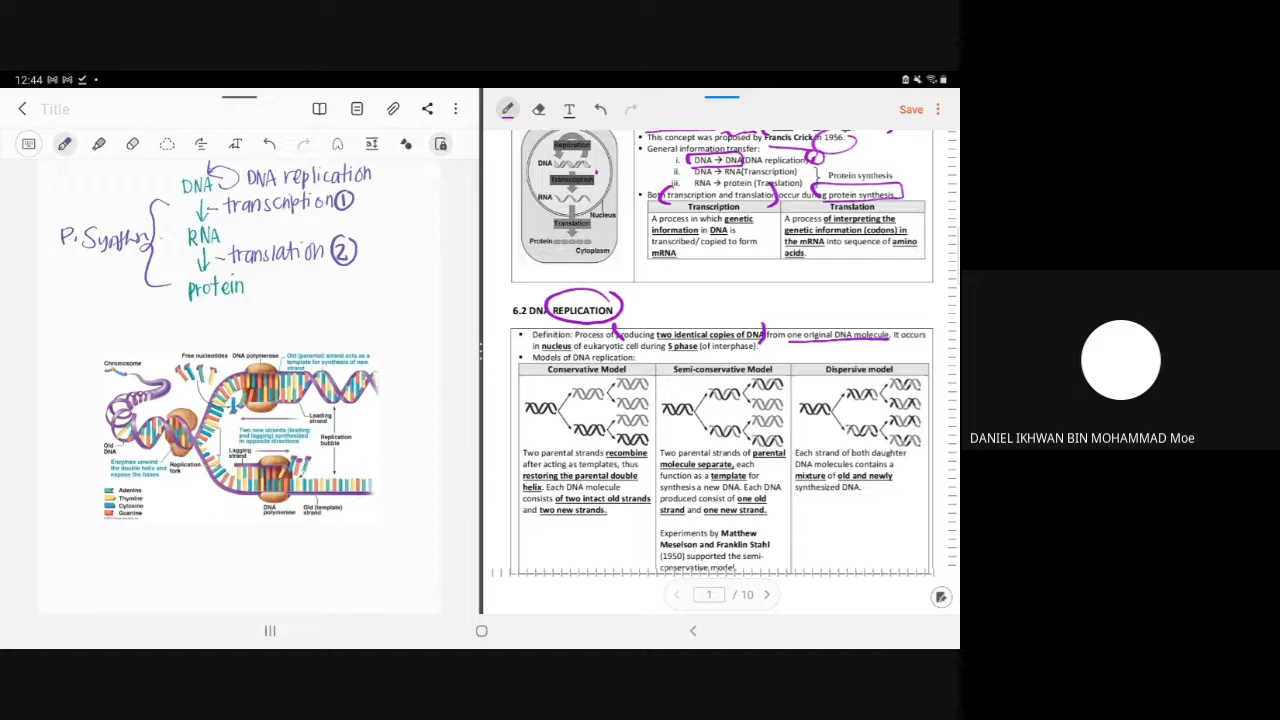 12:44
Title
Save
DNA DNA replication
transcription ①
P. Synthesis
RNA
translation ②
protein
Chromosome
Free nucleotides
DNA polymerase
Old (parental) strand acts as a template for synthesis of new strand
Leading strand
Two new strands (leading and lagging) synthesized in opposite directions
Replication bubble
Lagging strand
Old DNA
Enzymes unwind the double helix and expose the bases
Replication fork
Adenine
Thymine
Cytosine
Guanine
DNA polymerase
Old (template) strand
Replication
DNA
Transcription
RNA
Nucleus
Translation
Protein
Cytoplasm
• This concept was proposed by Francis Crick in 1956.
• General information transfer:
i. DNA → DNA(DNA replication)
ii. DNA → RNA(Transcription)
iii. RNA → protein (Translation)
Protein synthesis
• Both transcription and translation occur during protein synthesis.
Transcription
A process in which genetic
information in DNA is
transcribed/ copied to form
mRNA
Translation
A process of interpreting the
genetic information (codons) in
the mRNA into sequence of amino
acids.
6.2 DNA REPLICATION
• Definition: Process of producing two identical copies of DNA from one original DNA molecule. It occurs
in nucleus of eukaryotic cell during S phase (of interphase).
• Models of DNA replication:
Conservative Model
Two parental strands recombine
after acting as templates, thus
restoring the parental double
helix. Each DNA molecule
consists of two intact old strands
and two new strands.
Semi-conservative Model
Two parental strands of parental
molecule separate, each
function as a template for
synthesis a new DNA. Each DNA
produced consist of one old
strand and one new strand.
Experiments by Matthew
Meselson and Franklin Stahl
(1950) supported the semi-
conservative model.
Dispersive model
Each strand of both daughter
DNA molecules contains a
mixture of old and newly
synthesized DNA.
1 / 10
DANIEL IKHWAN BIN MOHAMMAD Moe